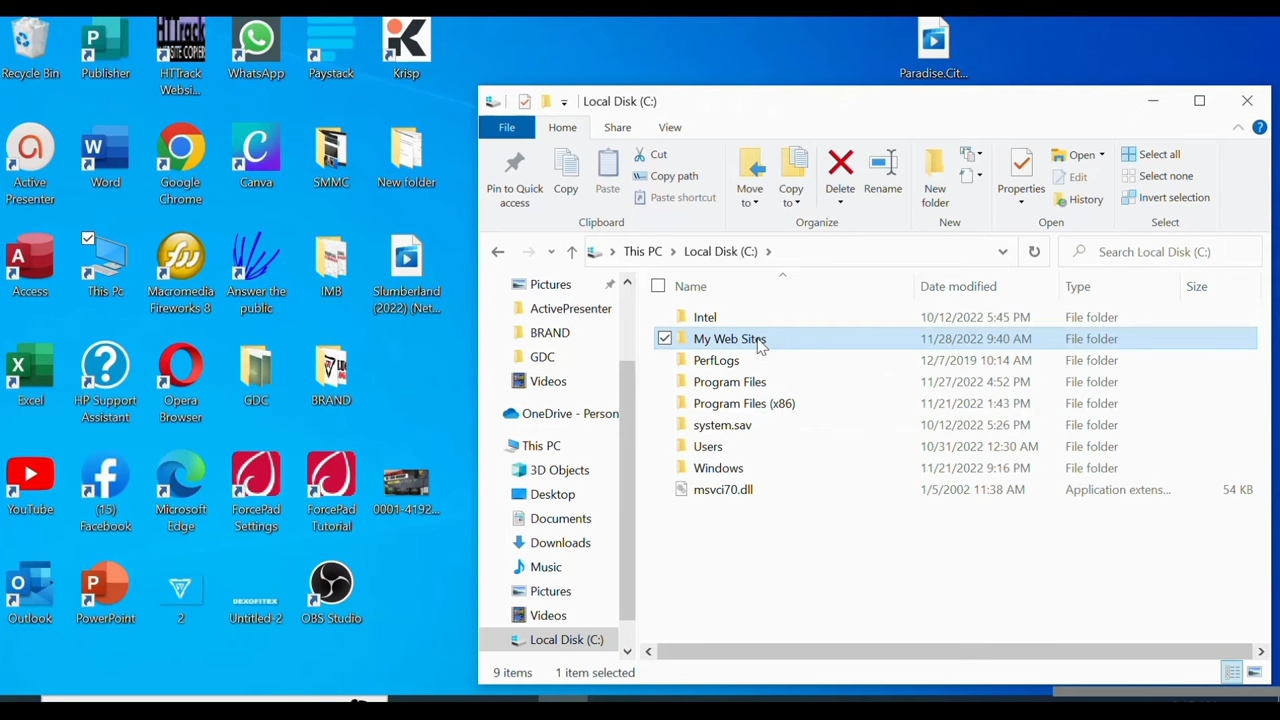 Recycle Bin
Publisher
HTTrack
Websi...
WhatsApp
Paystack
Krisp
Paradise.Cit...
Active
Presenter
Word
Google
Chrome
Canva
SMMC
New folder
Access
This Pc
Macromedia
Fireworks 8
Answer the
public
IMB
Slumberland
(2022) (Net...
Excel
HP Support
Assistant
Opera
Browser
GDC
BRAND
YouTube
(15)
Facebook
Microsoft
Edge
ForcePad
Settings
ForcePad
Tutorial
0001-4192...
Outlook
PowerPoint
2
DEXOFITEX
Untitled-2
OBS Studio
Local Disk (C:)
File Home Share View
Pin to Quick
access
Copy
Paste
Cut
Copy path
Paste shortcut
Clipboard
Move
to
Copy
to
Delete
Rename
Organize
New
folder
New
Properties
Open
Edit
History
Open
Select all
Select none
Invert selection
Select
This PC Local Disk (C:)
Search Local Disk (C:)
Pictures
ActivePresenter
BRAND
GDC
Videos
OneDrive - Person
This PC
3D Objects
Desktop
Documents
Downloads
Music
Pictures
Videos
Local Disk (C:)
Name Date modified Type Size
Intel 10/12/2022 5:45 PM File folder
My Web Sites 11/28/2022 9:40 AM File folder
PerfLogs 12/7/2019 10:14 AM File folder
Program Files 11/27/2022 4:52 PM File folder
Program Files (x86) 11/21/2022 1:43 PM File folder
system.sav 10/12/2022 5:26 PM File folder
Users 10/31/2022 12:30 AM File folder
Windows 11/21/2022 9:16 PM File folder
msvci70.dll 1/5/2002 11:38 AM Application extens... 54 KB
9 items 1 item selected